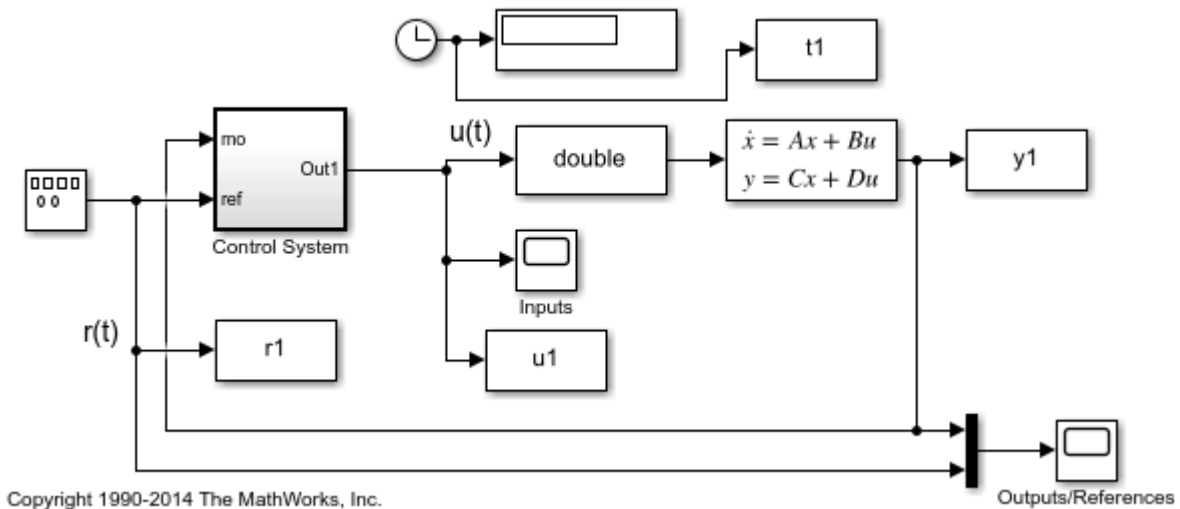 t1
mo
Out1
ref
Control System
u(t)
double
ẋ = Ax + Bu
y = Cx + Du
y1
Inputs
r(t)
r1
u1
Outputs/References
Copyright 1990-2014 The MathWorks, Inc.